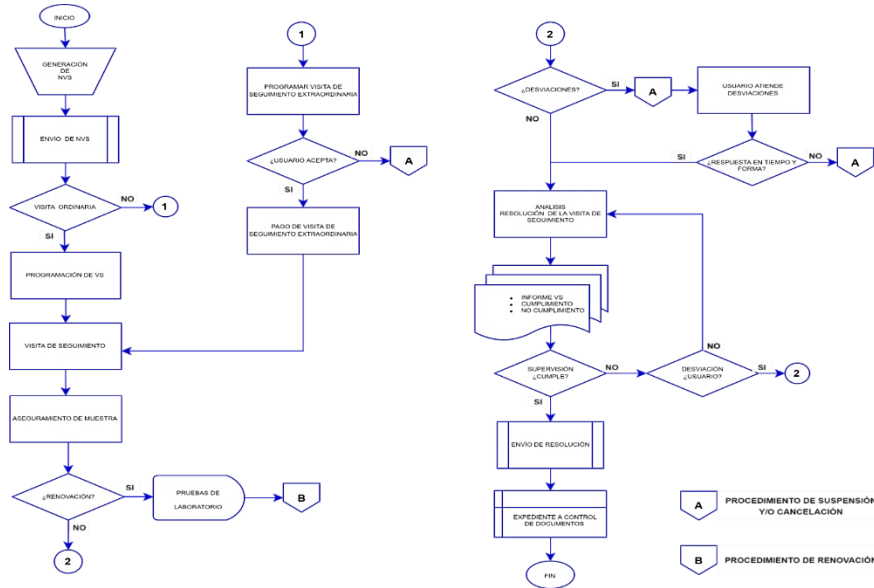 INICIO
GENERACIÓN
DE
NVS
ENVÍO DE NVS
VISITA ORDINARIA
NO
1
SI
PROGRAMACIÓN DE VS
VISITA DE SEGUIMIENTO
ASEGURAMIENTO DE MUESTRA
¿RENOVACIÓN?
SI
PRUEBAS DE
LABORATORIO
B
NO
2
1
PROGRAMAR VISITA DE
SEGUIMIENTO EXTRAORDINARIA
¿USUARIO ACEPTA?
NO
A
SI
PAGO DE VISITA DE
SEGUIMIENTO EXTRAORDINARIA
2
¿DESVIACIONES?
SI
A
USUARIO ATIENDE
DESVIACIONES
NO
SI
¿RESPUESTA EN TIEMPO Y
FORMA?
NO
A
ANALISIS
RESOLUCIÓN DE LA VISITA DE
SEGUIMIENTO
• INFORME VS
• CUMPLIMIENTO
• NO CUMPLIMIENTO
NO
SUPERVISIÓN
¿CUMPLE?
NO
DESVIACIÓN
¿USUARIO?
SI
2
SI
ENVÍO DE RESOLUCIÓN
EXPEDIENTE A CONTROL
DE DOCUMENTOS
FIN
A
PROCEDIMIENTO DE SUSPENSIÓN
Y/O CANCELACIÓN
B
PROCEDIMIENTO DE RENOVACIÓN